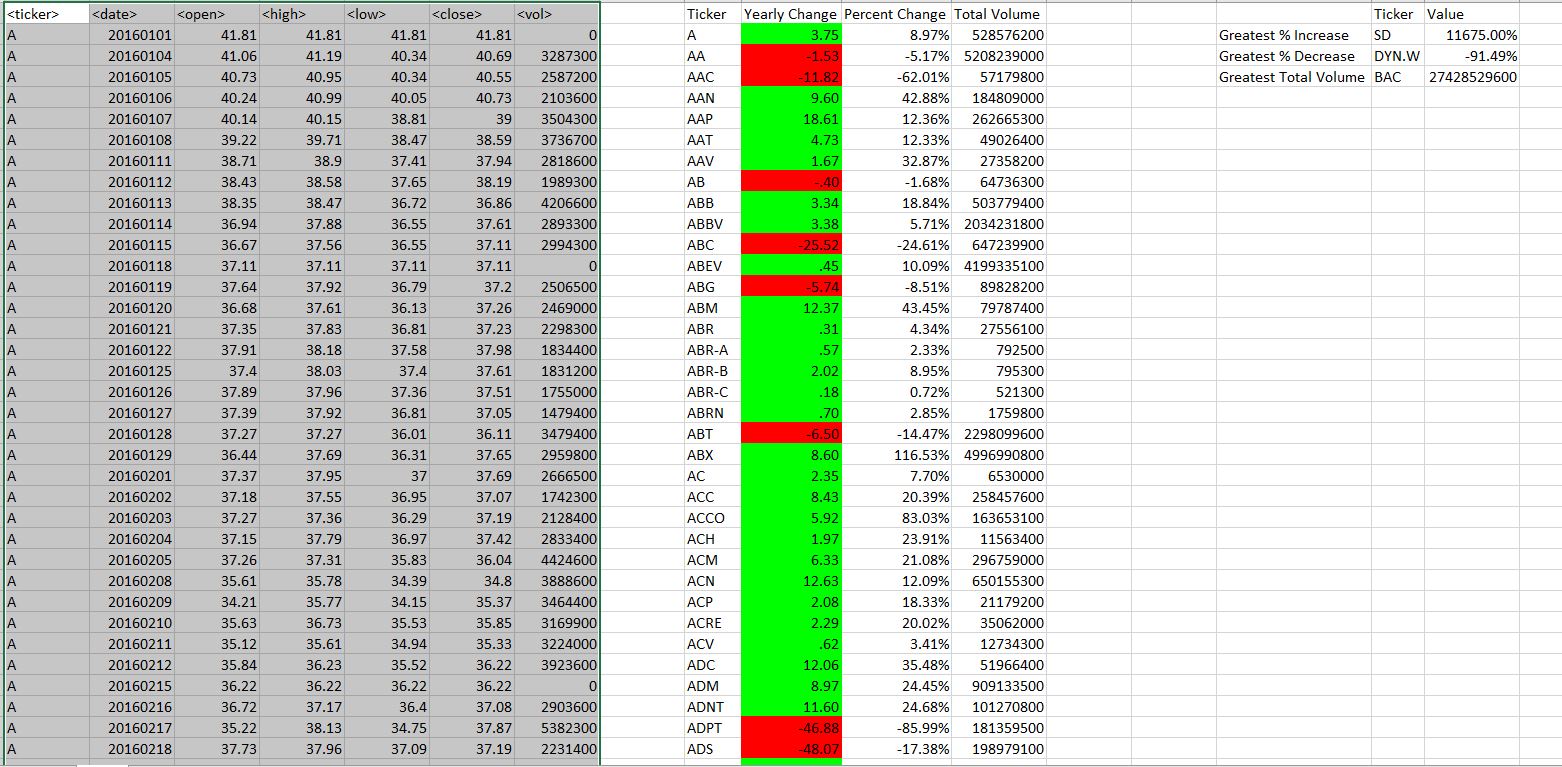 <ticker> <date> <open> <high> <low> <close> <vol> Ticker Yearly Change Percent Change Total Volume Ticker Value
A 20160101 41.81 41.81 41.81 41.81 0 A 3.75 8.97% 528576200 Greatest % Increase SD 11675.00%
A 20160104 41.06 41.19 40.34 40.69 3287300 AA -1.53 -5.17% 5208239000 Greatest % Decrease DYN.W -91.49%
A 20160105 40.73 40.95 40.34 40.55 2587200 AAC -11.82 -62.01% 57179800 Greatest Total Volume BAC 27428529600
A 20160106 40.24 40.99 40.05 40.73 2103600 AAN 9.60 42.88% 184809000
A 20160107 40.14 40.15 38.81 39 3504300 AAP 18.61 12.36% 262665300
A 20160108 39.22 39.71 38.47 38.59 3736700 AAT 4.73 12.33% 49026400
A 20160111 38.71 38.9 37.41 37.94 2818600 AAV 1.67 32.87% 27358200
A 20160112 38.43 38.58 37.65 38.19 1989300 AB -.40 -1.68% 64736300
A 20160113 38.35 38.47 36.72 36.86 4206600 ABB 3.34 18.84% 503779400
A 20160114 36.94 37.88 36.55 37.61 2893300 ABBV 3.38 5.71% 2034231800
A 20160115 36.67 37.56 36.55 37.11 2994300 ABC -25.52 -24.61% 647239900
A 20160118 37.11 37.11 37.11 37.11 0 ABEV .45 10.09% 4199335100
A 20160119 37.64 37.92 36.79 37.2 2506500 ABG -5.74 -8.51% 89828200
A 20160120 36.68 37.61 36.13 37.26 2469000 ABM 12.37 43.45% 79787400
A 20160121 37.35 37.83 36.81 37.23 2298300 ABR .31 4.34% 27556100
A 20160122 37.91 38.18 37.58 37.98 1834400 ABR-A .57 2.33% 792500
A 20160125 37.4 38.03 37.4 37.61 1831200 ABR-B 2.02 8.95% 795300
A 20160126 37.89 37.96 37.36 37.51 1755000 ABR-C .18 0.72% 521300
A 20160127 37.39 37.92 36.81 37.05 1479400 ABRN .70 2.85% 1759800
A 20160128 37.27 37.27 36.01 36.11 3479400 ABT -6.50 -14.47% 2298099600
A 20160129 36.44 37.69 36.31 37.65 2959800 ABX 8.60 116.53% 4996990800
A 20160201 37.37 37.95 37 37.69 2666500 AC 2.35 7.70% 6530000
A 20160202 37.18 37.55 36.95 37.07 1742300 ACC 8.43 20.39% 258457600
A 20160203 37.27 37.36 36.29 37.19 2128400 ACCO 5.92 83.03% 163653100
A 20160204 37.15 37.79 36.97 37.42 2833400 ACH 1.97 23.91% 11563400
A 20160205 37.26 37.31 35.83 36.04 4424600 ACM 6.33 21.08% 296759000
A 20160208 35.61 35.78 34.39 34.8 3888600 ACN 12.63 12.09% 650155300
A 20160209 34.21 35.77 34.15 35.37 3464400 ACP 2.08 18.33% 21179200
A 20160210 35.63 36.73 35.53 35.85 3169900 ACRE 2.29 20.02% 35062000
A 20160211 35.12 35.61 34.94 35.33 3224000 ACV .62 3.41% 12734300
A 20160212 35.84 36.23 35.52 36.22 3923600 ADC 12.06 35.48% 51966400
A 20160215 36.22 36.22 36.22 36.22 0 ADM 8.97 24.45% 909133500
A 20160216 36.72 37.17 36.4 37.08 2903600 ADNT 11.60 24.68% 101270800
A 20160217 35.22 38.13 34.75 37.87 5382300 ADPT -46.88 -85.99% 181359500
A 20160218 37.73 37.96 37.09 37.19 2231400 ADS -48.07 -17.38% 198979100